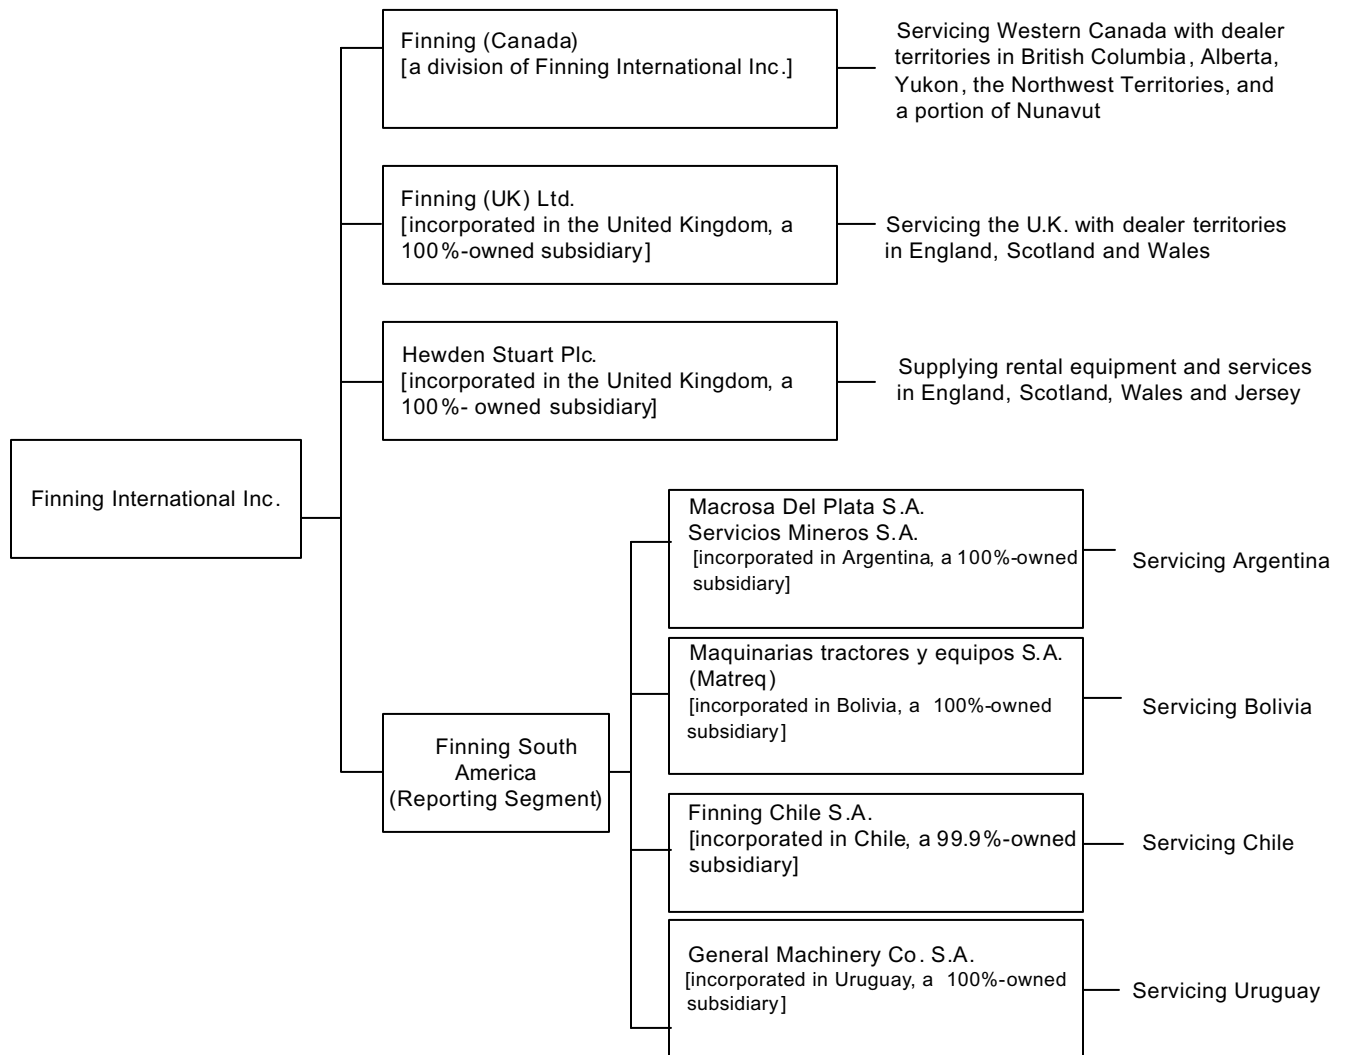 Finning (Canada)
[a division of Finning International Inc.]
Servicing Western Canada with dealer
territories in British Columbia, Alberta,
Yukon, the Northwest Territories, and
a portion of Nunavut
Finning (UK) Ltd.
[incorporated in the United Kingdom, a
100%-owned subsidiary]
Servicing the U.K. with dealer territories
in England, Scotland and Wales
Hewden Stuart Plc.
[incorporated in the United Kingdom, a
100%- owned subsidiary]
Supplying rental equipment and services
in England, Scotland, Wales and Jersey
Finning International Inc.
Macrosa Del Plata S.A.
Servicios Mineros S.A.
[incorporated in Argentina, a 100%-owned
subsidiary]
Servicing Argentina
Maquinarias tractores y equipos S.A.
(Matreq)
[incorporated in Bolivia, a 100%-owned
subsidiary]
Servicing Bolivia
Finning South
America
(Reporting Segment)
Finning Chile S.A.
[incorporated in Chile, a 99.9%-owned
subsidiary]
Servicing Chile
General Machinery Co. S.A.
[incorporated in Uruguay, a 100%-owned
subsidiary]
Servicing Uruguay